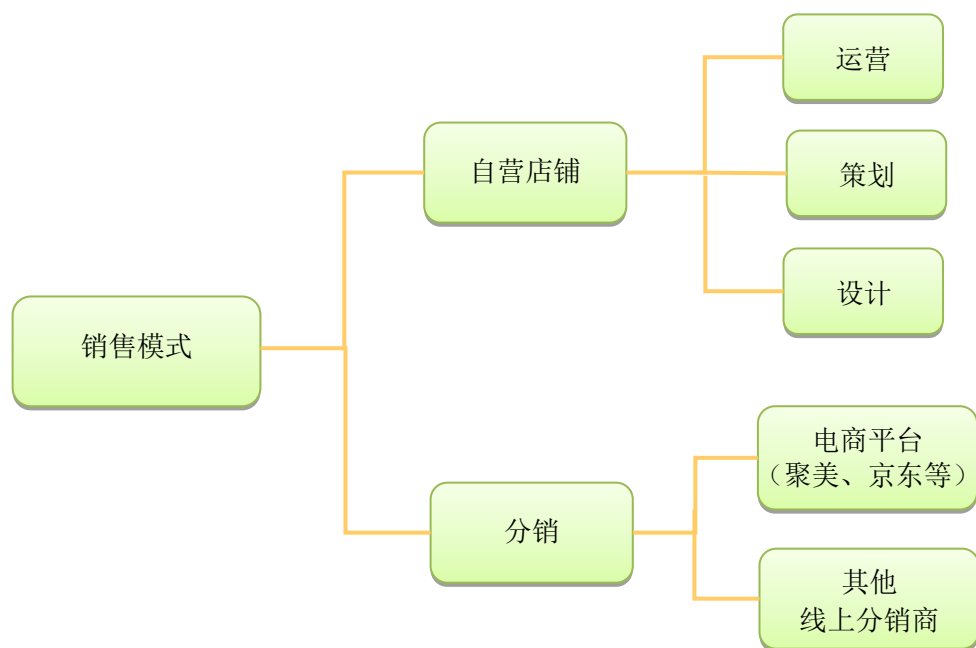 销售模式
自营店铺
运营
策划
设计
分销
电商平台
（聚美、京东等）
其他
线上分销商